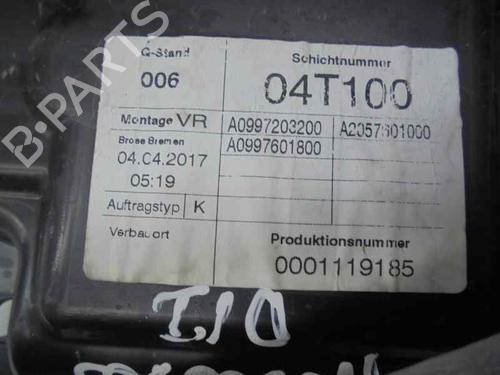 Q-Stand Schichtnummer
006 04T100
Montage VR A0997203200 A2057601000
Brose Bremen A0997601800
04.04.2017
05:19
Auftragstyp K
Verbauort Produktionsnummer
0001119185
B-PARTS